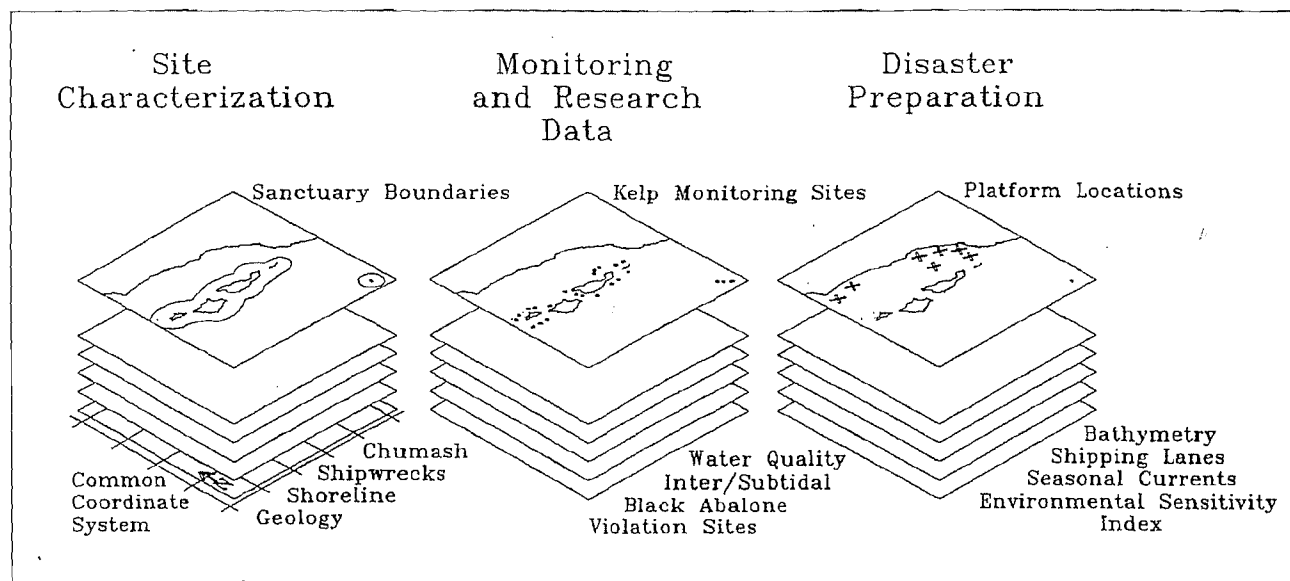 Site
Characterization
Monitoring
and Research
Data
Disaster
Preparation
Sanctuary Boundaries
Kelp Monitoring Sites
Platform Locations
Common
Coordinate
System
Chumash
Shipwrecks
Shoreline
Geology
Water Quality
Inter/Subtidal
Black Abalone
Violation Sites
Bathymetry
Shipping Lanes
Seasonal Currents
Environmental Sensitivity
Index